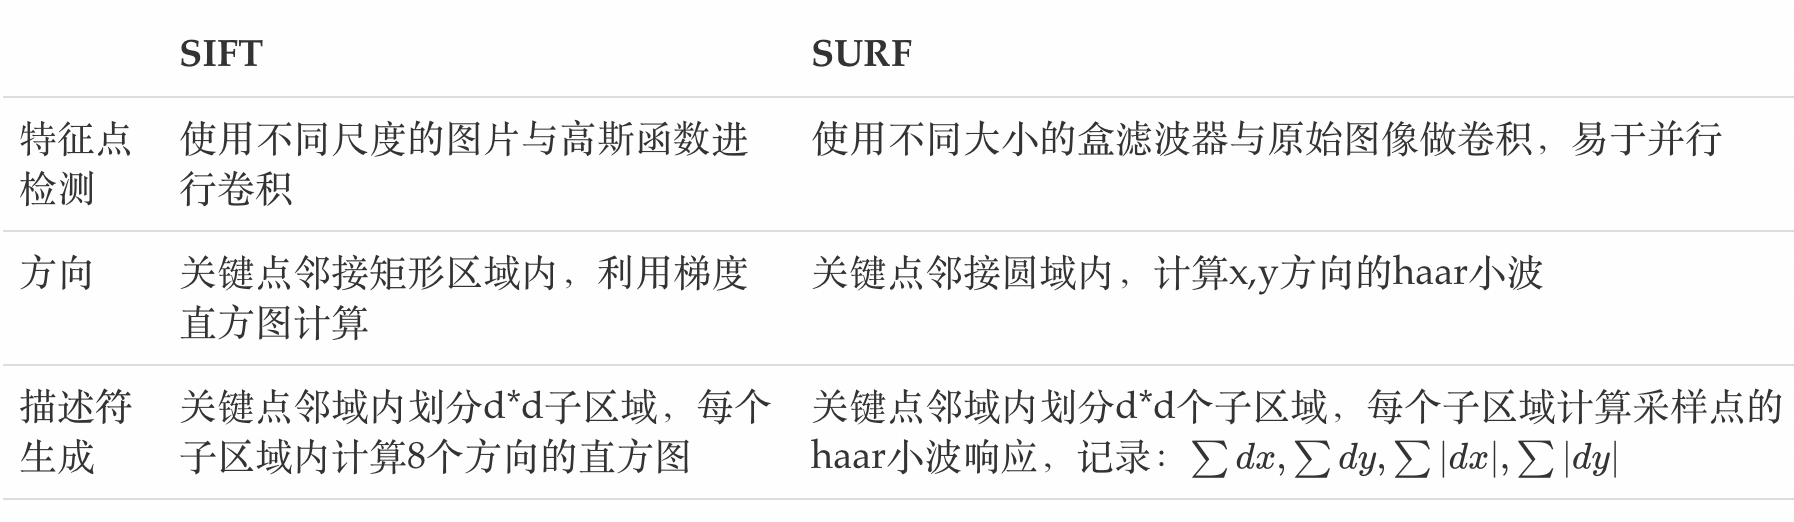 SIFT SURF
特征点检测 使用不同尺度的图片与高斯函数进行卷积 使用不同大小的盒滤波器与原始图像做卷积，易于并行
方向 关键点邻接矩形区域内，利用梯度直方图计算 关键点邻接圆域内，计算x,y方向的haar小波
描述符生成 关键点邻域内划分d*d子区域，每个子区域内计算8个方向的直方图 关键点邻域内划分d*d个子区域，每个子区域计算采样点的haar小波响应，记录：∑dx,∑dy,∑|dx|,∑|dy|